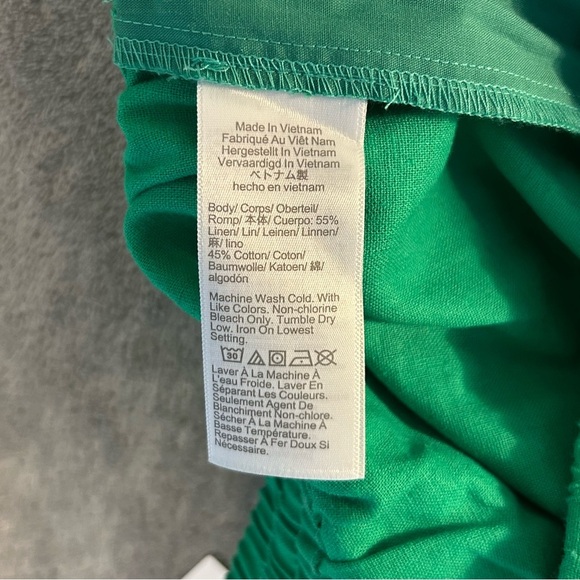 Made In Vietnam
Fabriqué Au Viêt Nam
Hergestellt In Vietnam
Vervaardigd In Vietnam
ベトナム製
hecho en vietnam
Body/ Corps/ Oberteil/
Romp/ 本体/ Cuerpo: 55%
Linen/ Lin/ Leinen/ Linnen/
麻/ lino
45% Cotton/ Coton/
Baumwolle/ Katoen/ 綿/
algodón
Machine Wash Cold. With
Like Colors. Non-chlorine
Bleach Only. Tumble Dry
Low. Iron On Lowest
Setting.
30
Laver À La Machine À
L'eau Froide. Laver En
Séparant Les Couleurs.
Seulement Agent De
Blanchiment Non-chlore.
Sécher À La Machine À
Basse Température.
Repasser À Fer Doux Si
Nécessaire.